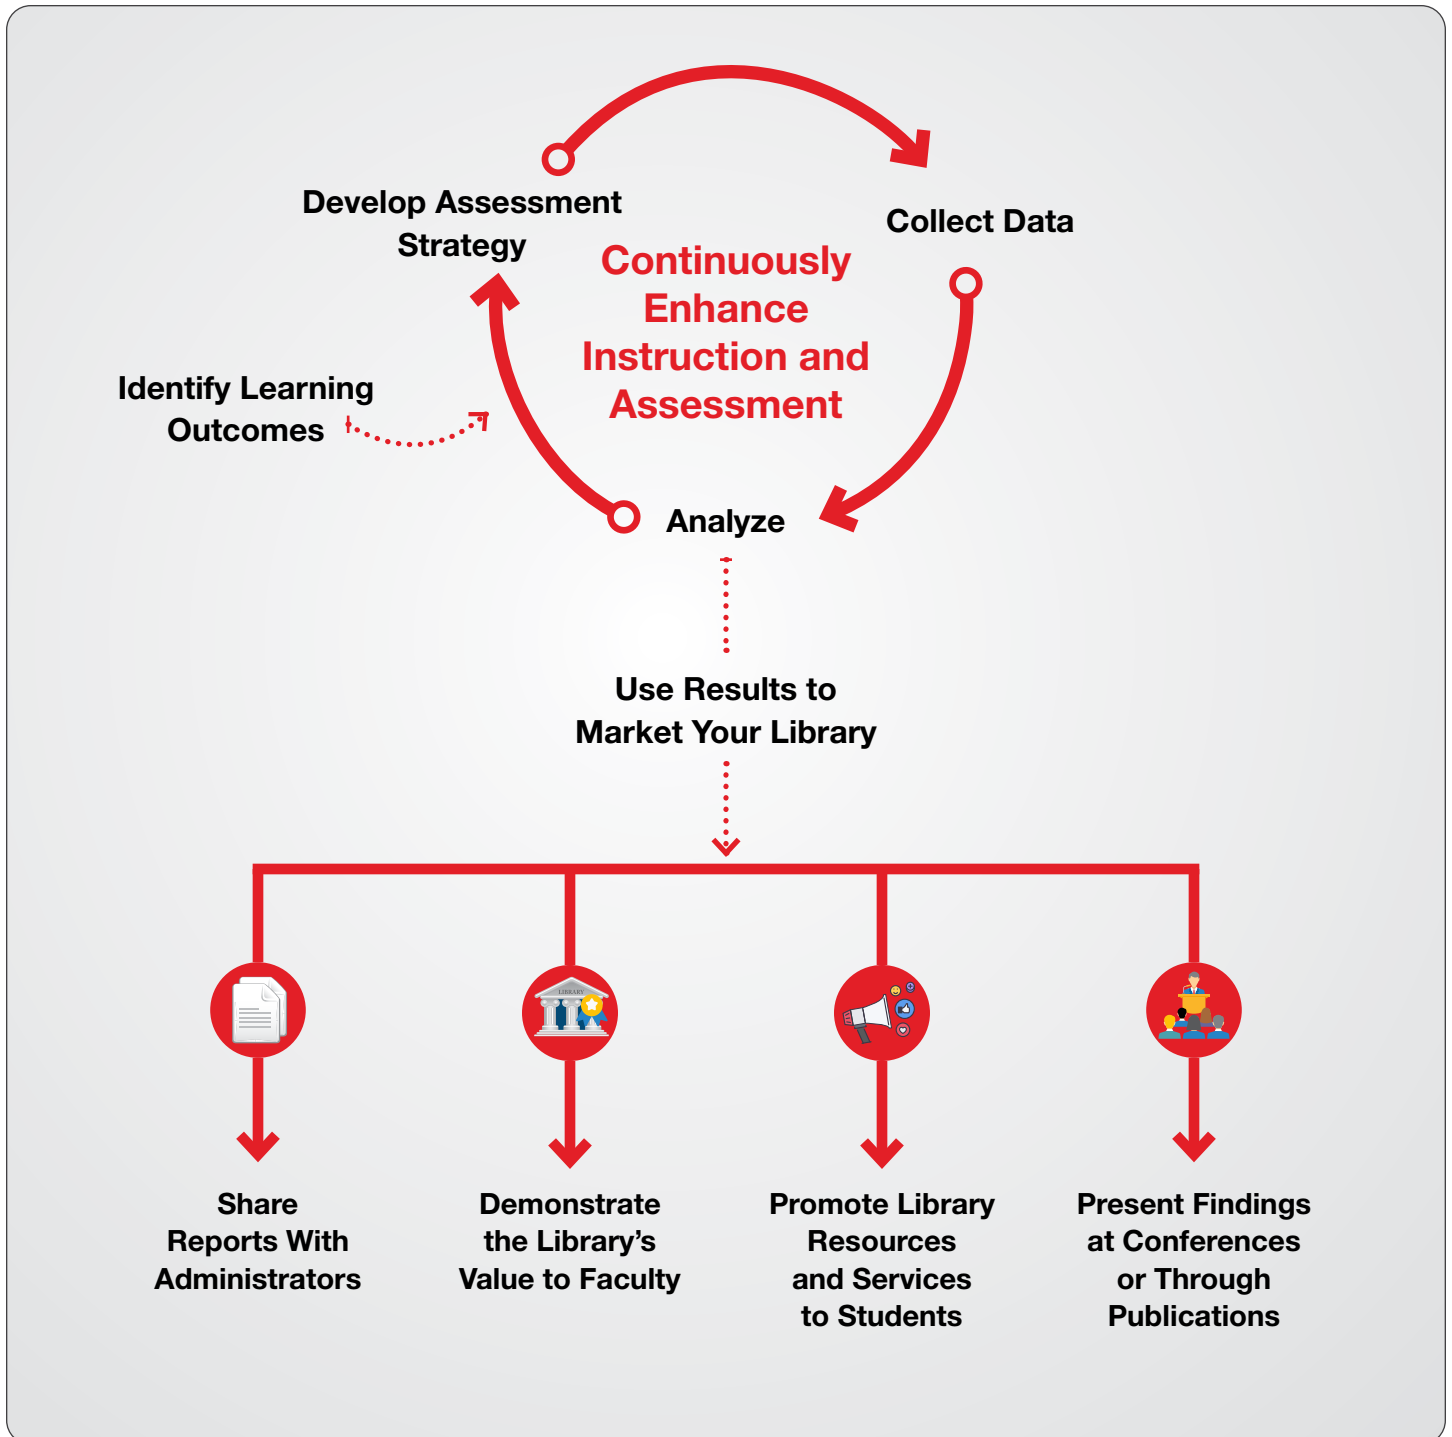 Develop Assessment
Strategy
Collect Data
Continuously
Enhance
Instruction and
Assessment
Identify Learning
Outcomes
Analyze
Use Results to
Market Your Library
LIBRARY
Share
Reports With
Administrators
Demonstrate
the Library’s
Value to Faculty
Promote Library
Resources
and Services
to Students
Present Findings
at Conferences
or Through
Publications